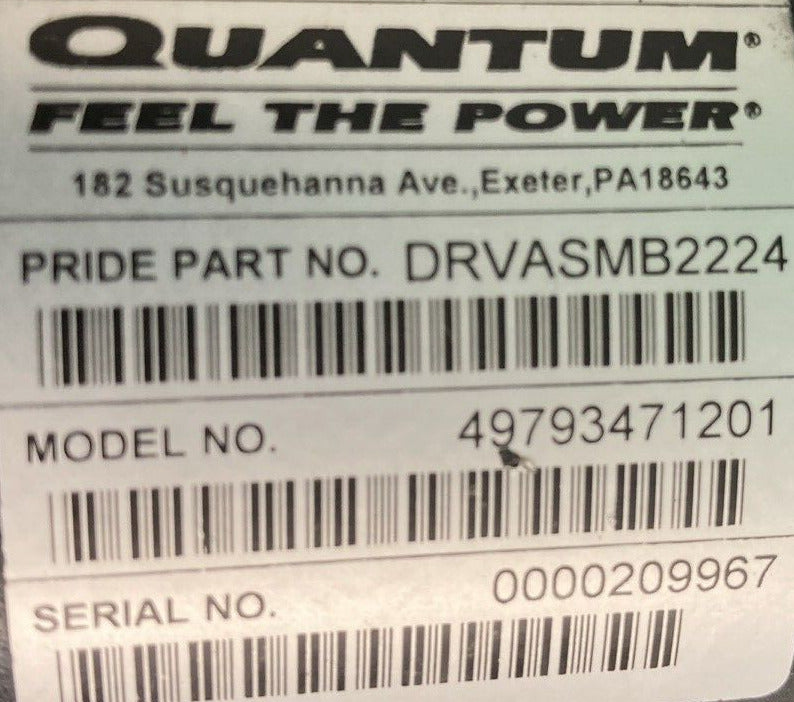 QUANTUM®
FEEL THE POWER®
182 Susquehanna Ave.,Exeter,PA18643
PRIDE PART NO. DRVASMB2224
MODEL NO. 49793471201
SERIAL NO. 0000209967